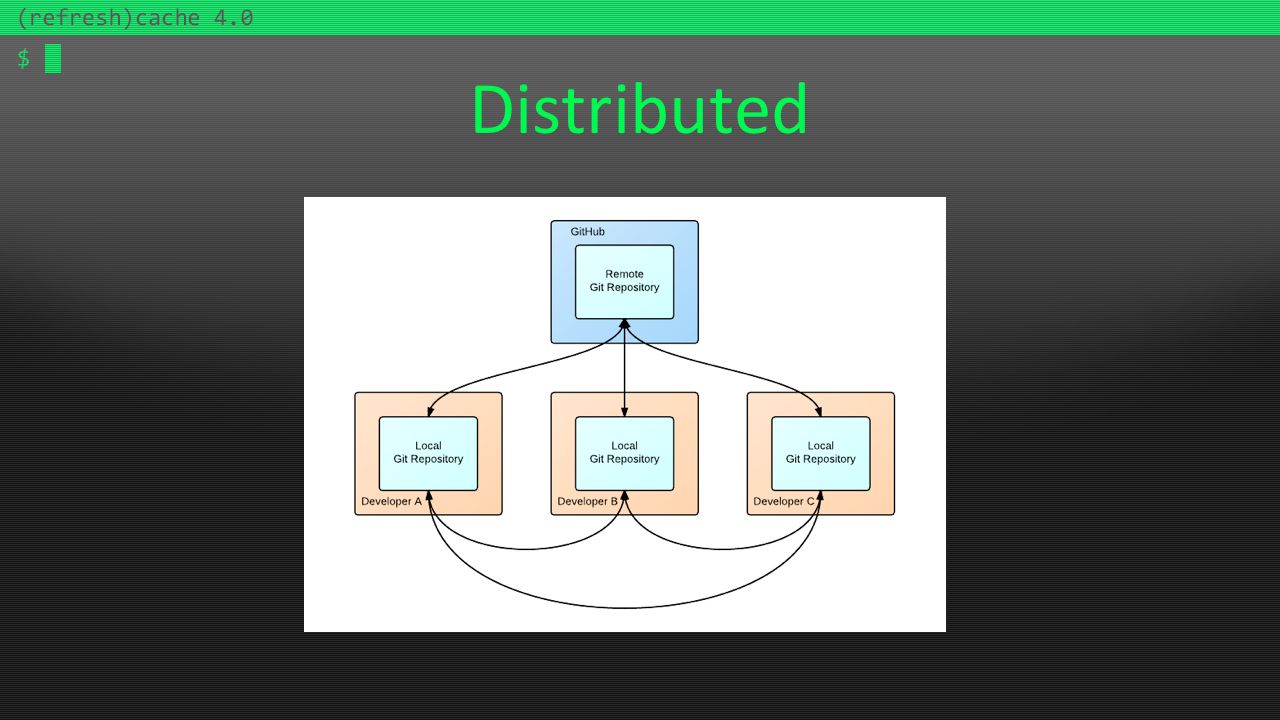 (refresh)cache 4.0
$
Distributed
GitHub
Remote
Git Repository
Local
Git Repository
Developer A
Local
Git Repository
Developer B
Local
Git Repository
Developer C